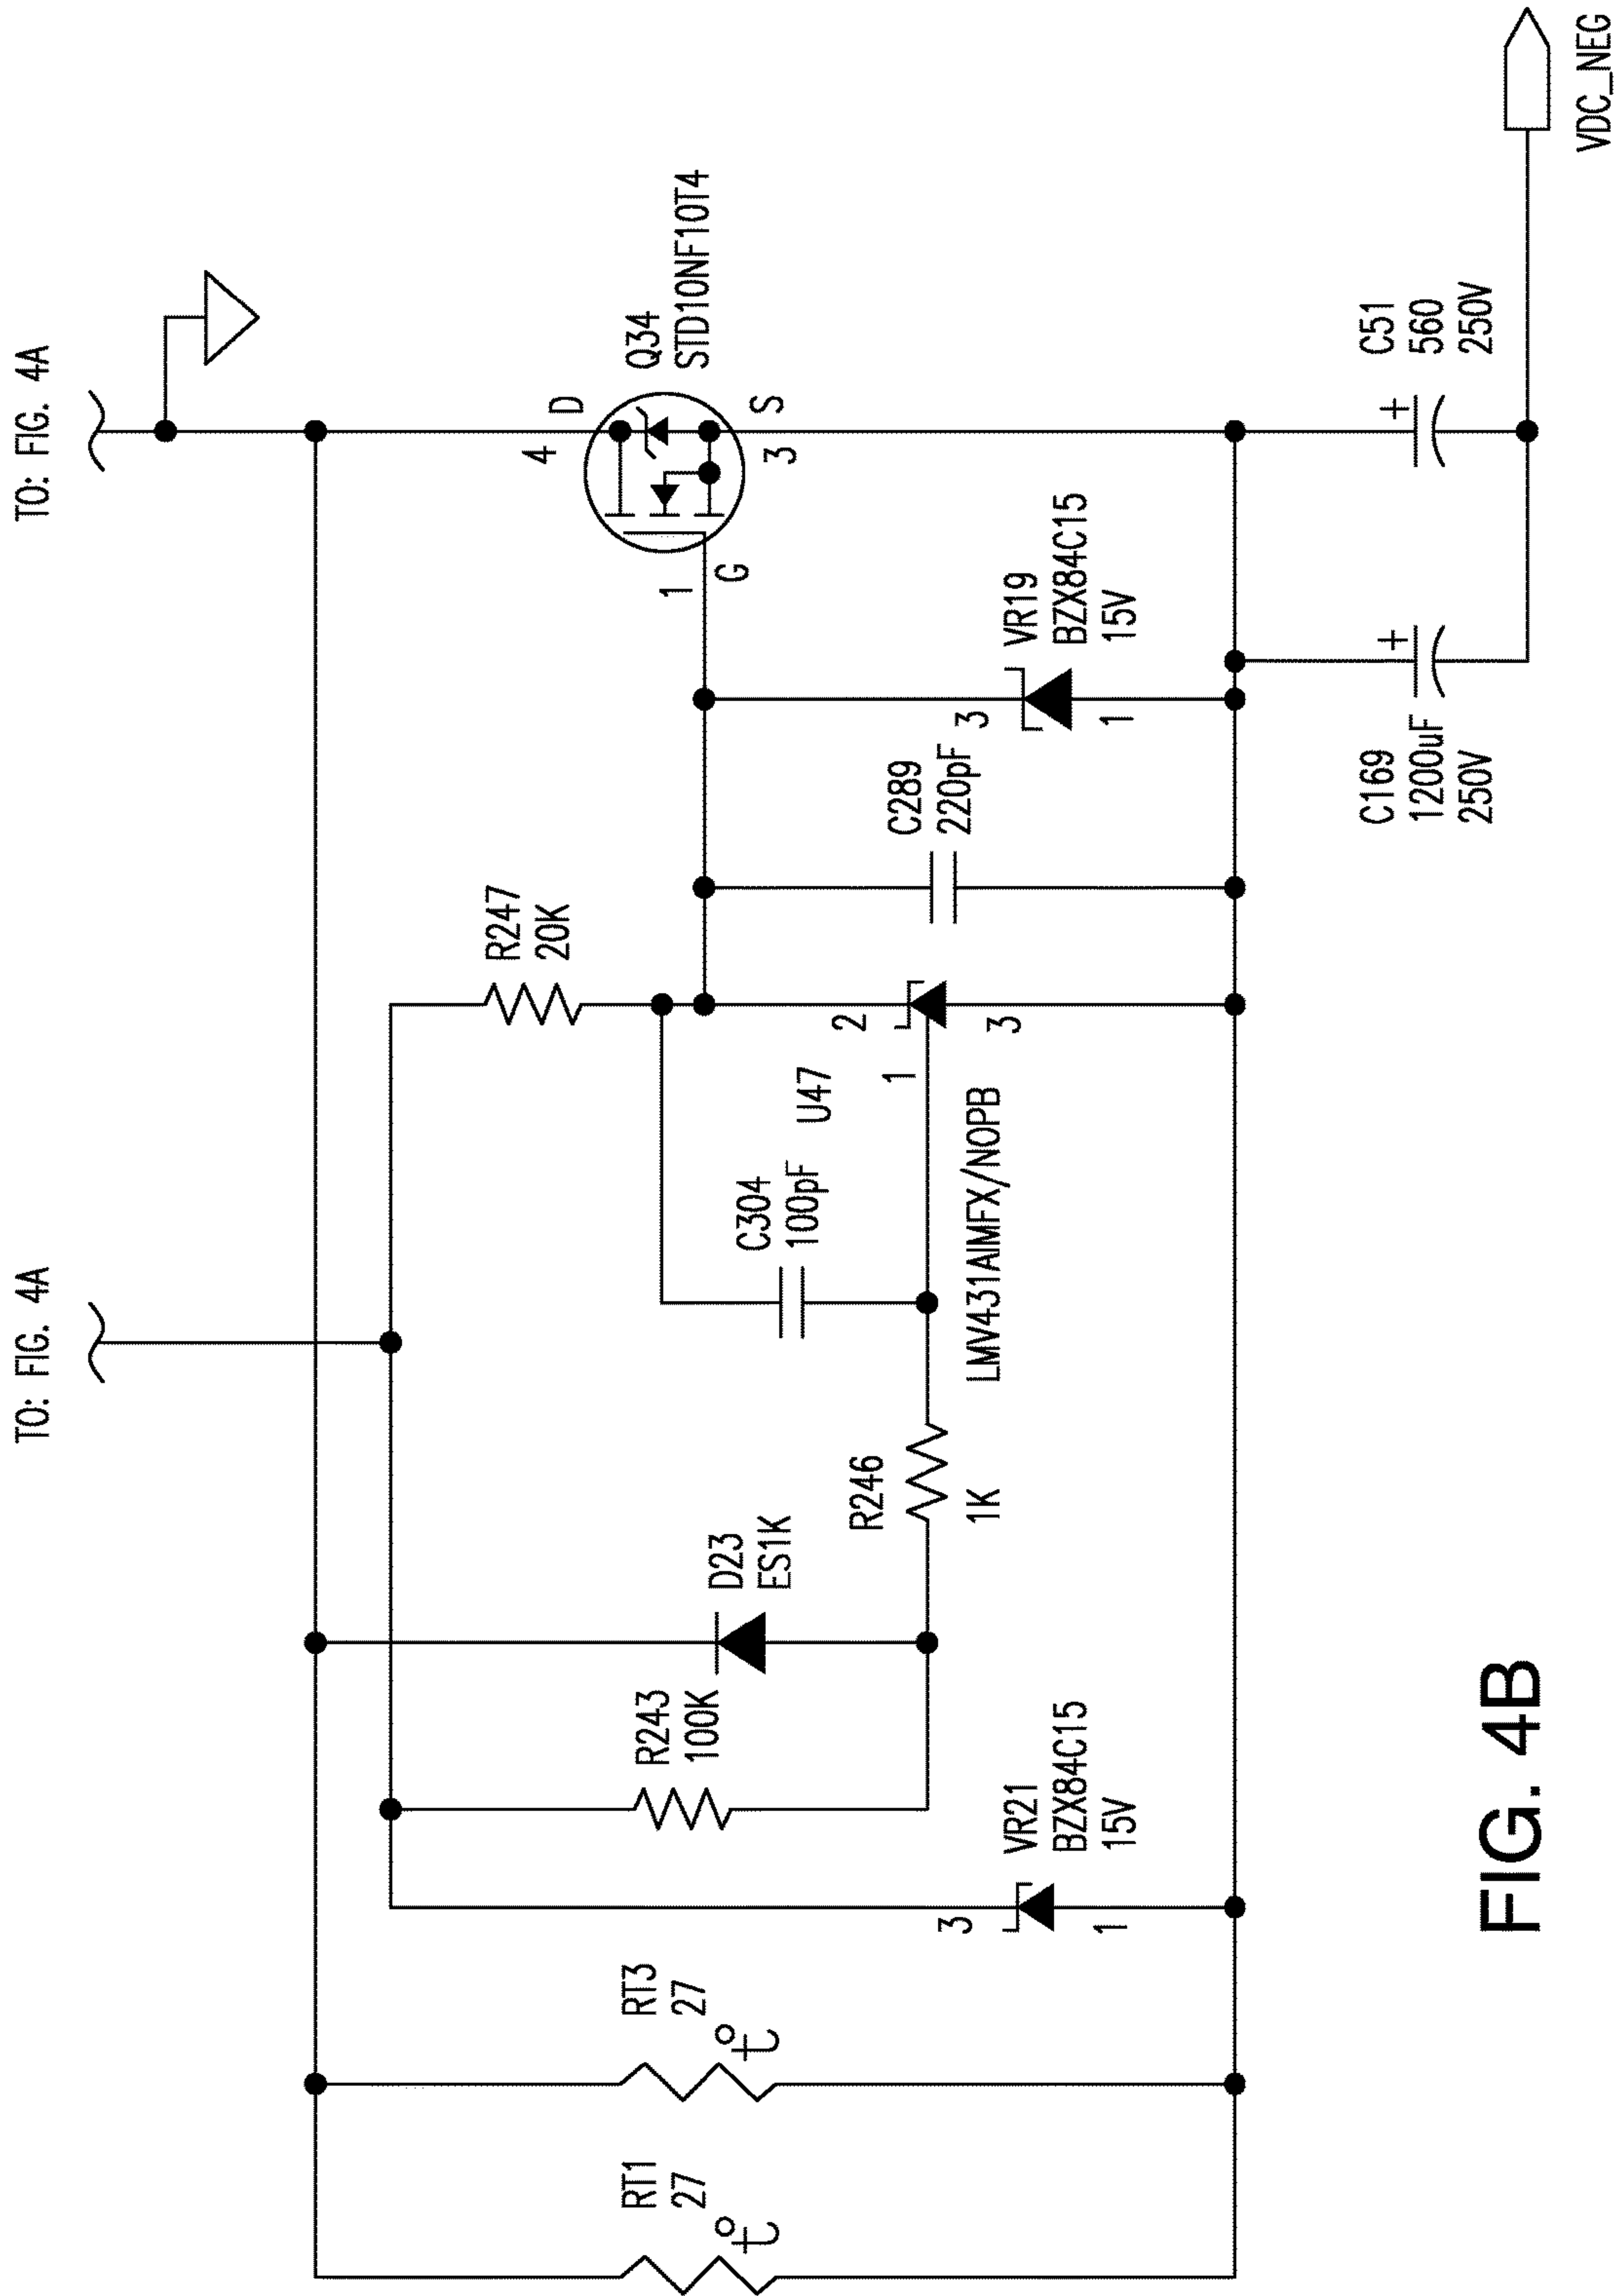 TO: FIG. 4A
TO: FIG. 4A
Q34
STD10NF10T4
D
4
S
3
1
G
R247
20K
C304
100pF
U47
2
1
3
LMV431AIMFX/NOPB
C289
220pF
VR19
BZX84C15
15V
3
1
D23
ES1K
R243
100K
R246
1K
VR21
BZX84C15
15V
3
1
RT3
27
t°
RT1
27
t°
C169
1200uF
250V
+
C51
560
250V
+
VDC_NEG
FIG. 4B